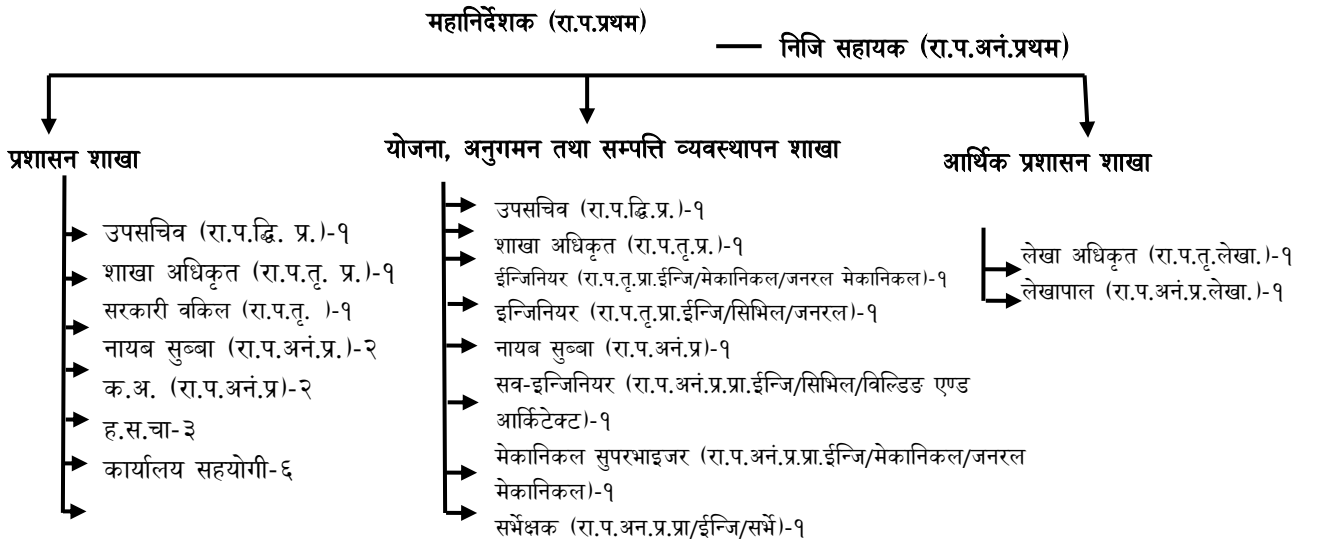 महानिर्देशक (रा.प.प्रथम)
निजि सहायक (रा.प.अनं.प्रथम)
प्रशासन शाखा
उपसचिव (रा.प.द्धि. प्र.)-१
शाखा अधिकृत (रा.प.तृ. प्र.)-१
सरकारी वकिल (रा.प.तृ. )-१
नायब सुब्बा (रा.प.अनं.प्र.)-२
क.अ. (रा.प.अनं.प्र)-२
ह.स.चा-३
कार्यालय सहयोगी-६
योजना, अनुगमन तथा सम्पत्ति व्यवस्थापन शाखा
उपसचिव (रा.प.द्धि.प्र.)-१
शाखा अधिकृत (रा.प.तृ.प्र.)-१
ईन्जिनियर (रा.प.तृ.प्रा.ईन्जि/मेकानिकल/जनरल मेकानिकल)-१
इन्जिनियर (रा.प.तृ.प्रा.ईन्जि/सिभिल/जनरल)-१
नायब सुब्बा (रा.प.अनं.प्र)-१
सव-इन्जिनियर (रा.प.अनं.प्र.प्रा.ईन्जि/सिभिल/विल्डिङ एण्ड
आर्किटेक्ट)-१
मेकानिकल सुपरभाइजर (रा.प.अनं.प्र.प्रा.ईन्जि/मेकानिकल/जनरल
मेकानिकल)-१
सर्भेक्षक (रा.प.अन.प्र.प्रा/ईन्जि/सर्भे)-१
आर्थिक प्रशासन शाखा
लेखा अधिकृत (रा.प.तृ.लेखा.)-१
लेखापाल (रा.प.अनं.प्र.लेखा.)-१